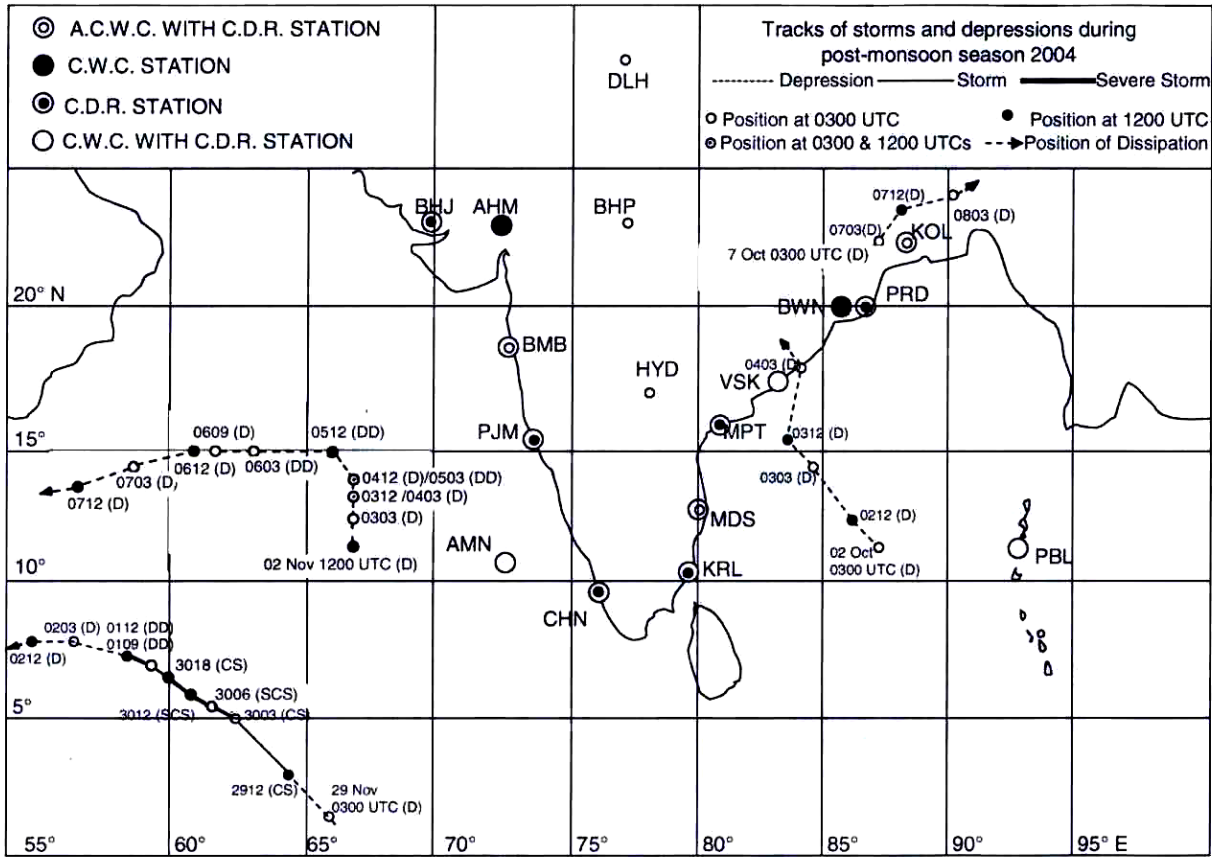 A.C.W.C. WITH C.D.R. STATION
C.W.C. STATION
C.D.R. STATION
C.W.C. WITH C.D.R. STATION
Tracks of storms and depressions during
post-monsoon season 2004
Depression Storm Severe Storm
Position at 0300 UTC Position at 1200 UTC
Position at 0300 & 1200 UTCs Position of Dissipation
DLH
BHJ AHM BHP
0712(D)
0803 (D)
0703(D) KOL
7 Oct 0300 UTC (D)
20° N
BWN PRD
BMB
HYD
0403 (D)
VSK
PJM
MPT
0312 (D)
0303 (D)
0212 (D)
02 Oct
0300 UTC (D)
15°
0609 (D) 0512 (DD)
0612 (D) 0603 (DD)
0703 (D)
0712 (D)
0412 (D)/0503 (DD)
0312 /0403 (D)
0303 (D)
02 Nov 1200 UTC (D)
MDS
AMN
KRL
CHN
PBL
10°
0203 (D) 0112 (DD)
0109 (DD)
0212 (D)
3018 (CS)
3006 (SCS)
3012 (SCS) 3003 (CS)
5°
2912 (CS)
29 Nov
0300 UTC (D)
55° 60° 65° 70° 75° 80° 85° 90° 95° E